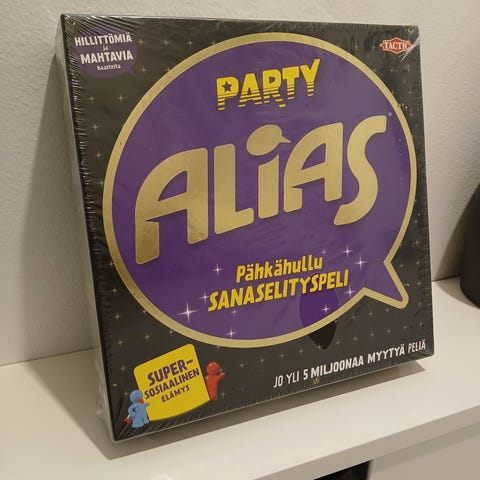 HILLITTÖMIÄ
ja
MAHTAVIA
haasteita
TACTIC
PARTY
ALiAS®
Pähkähullu
SANASELITYSPELI
SUPER-
SOSIAALINEN
ELÄMYS
JO YLI 5 MILJOONAA MYYTYÄ PELIÄ